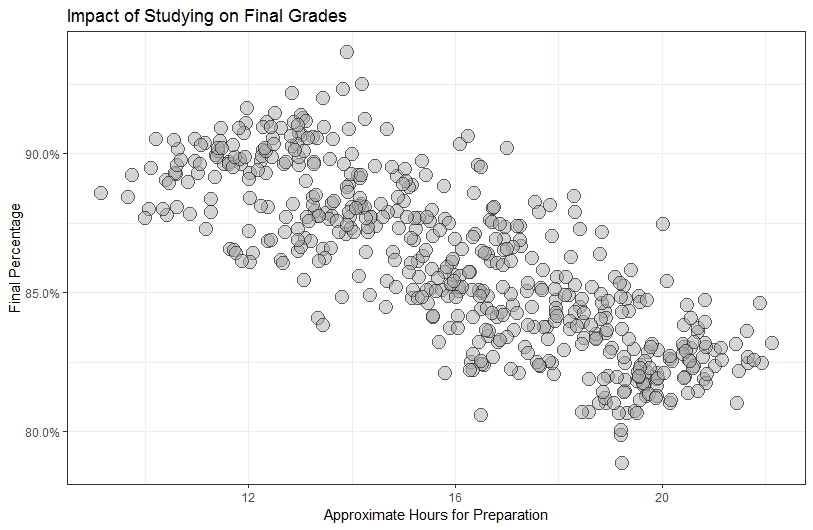 Impact of Studying on Final Grades
Final Percentage
90.0%
85.0%
80.0%
12
16
20
Approximate Hours for Preparation